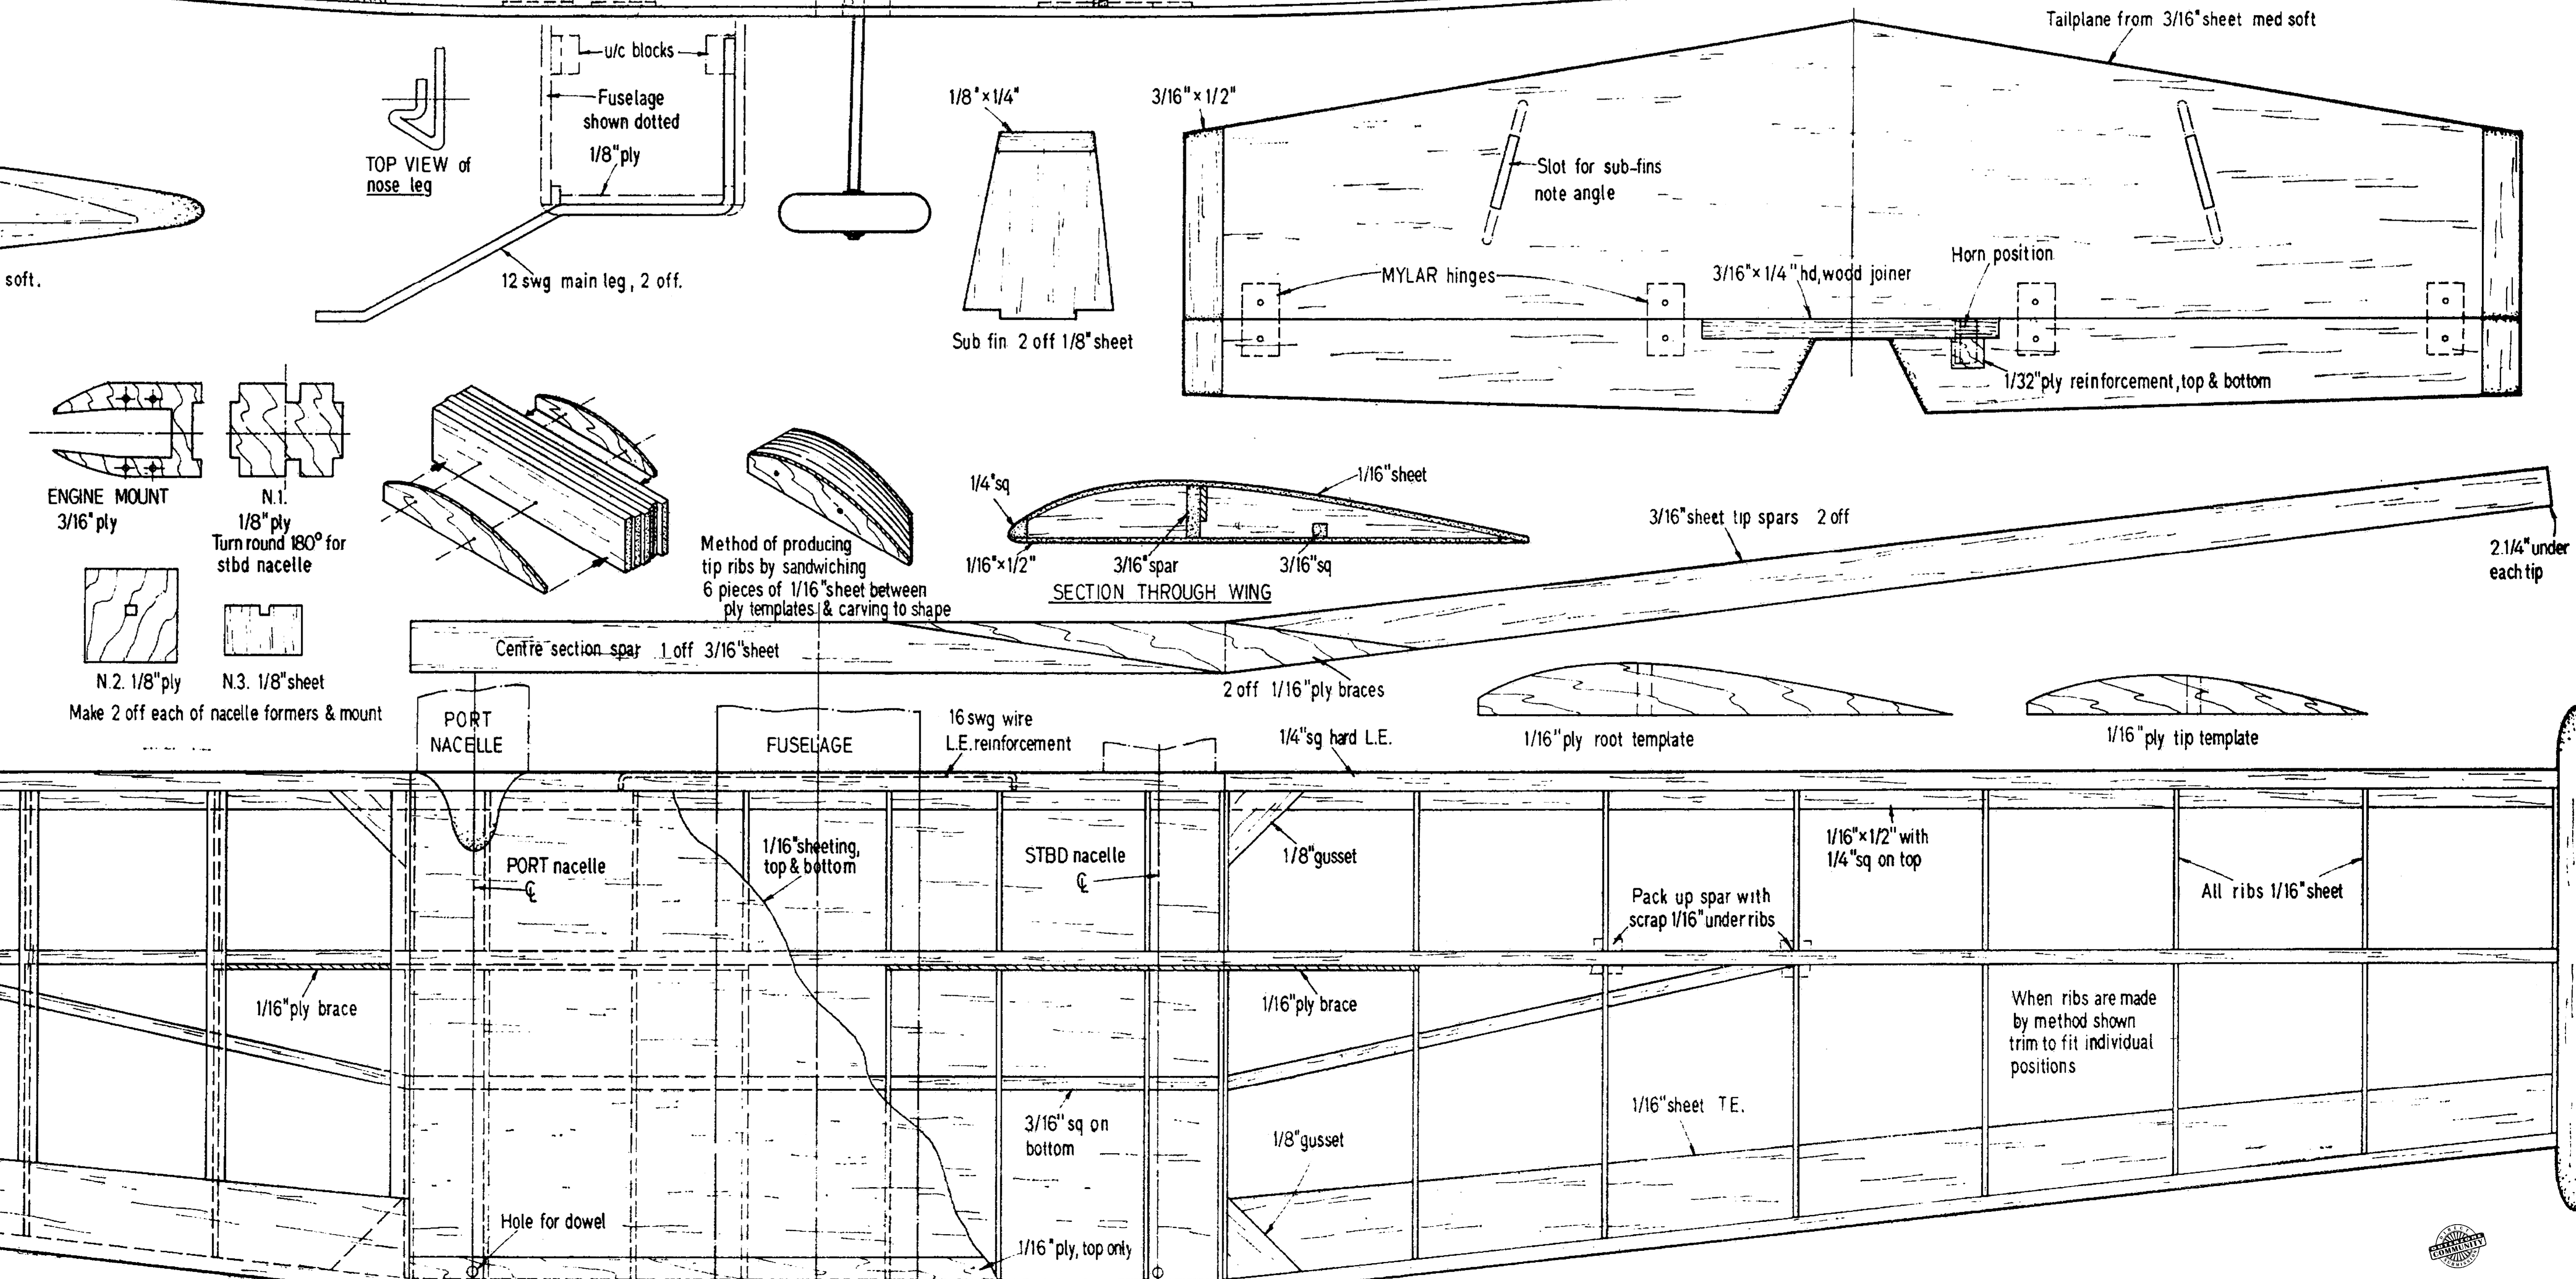 Tailplane from 3/16" sheet med soft
u/c blocks
Fuselage
shown dotted
1/8" ply
TOP VIEW of
nose leg
1/8" × 1/4"
3/16" × 1/2"
Slot for sub-fins
note angle
soft.
12 swg main leg, 2 off.
Sub fin 2 off 1/8" sheet
MYLAR hinges
3/16" × 1/4" hd, wood joiner
Horn position
1/32" ply reinforcement, top & bottom
ENGINE MOUNT
3/16" ply
N.1.
1/8" ply
Turn round 180° for
stbd nacelle
N.2. 1/8" ply
N.3. 1/8" sheet
Make 2 off each of nacelle formers & mount
Method of producing
tip ribs by sandwiching
6 pieces of 1/16" sheet between
ply templates & carving to shape
1/4" sq
1/16" sheet
1/16" × 1/2"
3/16" spar
3/16" sq
SECTION THROUGH WING
3/16" sheet tip spars 2 off
2.1/4" under
each tip
Centre section spar 1 off 3/16" sheet
2 off 1/16" ply braces
1/16" ply root template
1/16" ply tip template
PORT
NACELLE
FUSELAGE
16 swg wire
L.E. reinforcement
1/4" sg hard L.E.
PORT nacelle
CL
1/16" sheeting,
top & bottom
STBD nacelle
CL
1/8" gusset
1/16" × 1/2" with
1/4" sq on top
Pack up spar with
scrap 1/16" under ribs
All ribs 1/16" sheet
1/16" ply brace
1/16" ply brace
When ribs are made
by method shown
trim to fit individual
positions
3/16" sq on
bottom
1/8" gusset
1/16" sheet T.E.
Hole for dowel
1/16" ply, top only
COMMUNITY